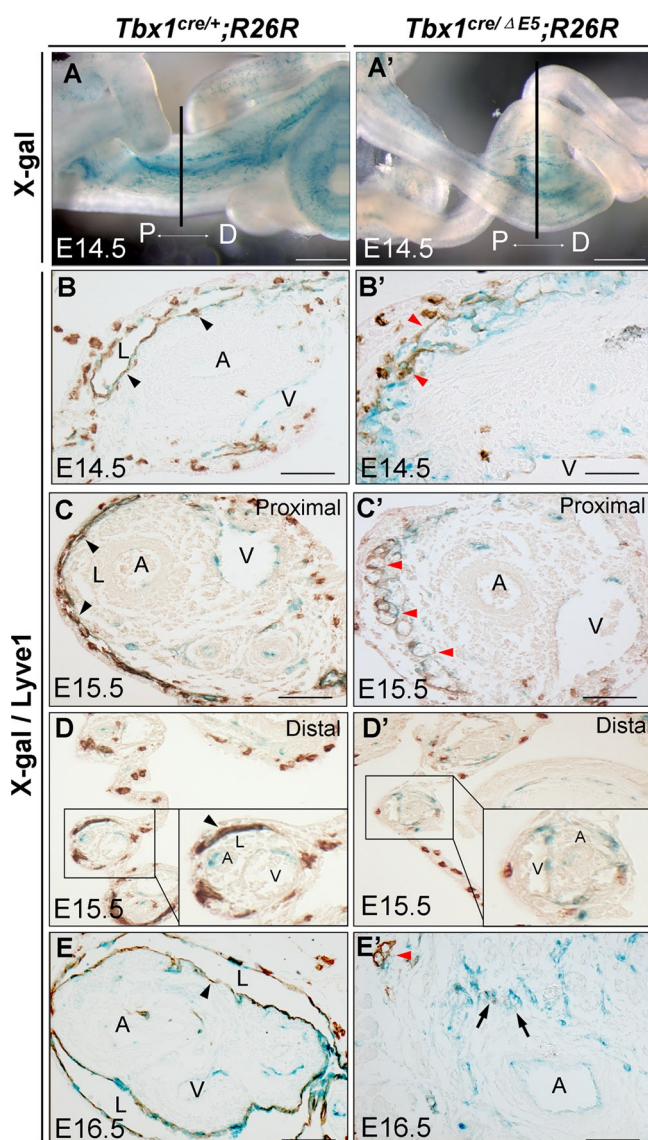 Tbx1cre/+;R26R
Tbx1cre/ΔE5;R26R
X-gal
A
P
D
E14.5
A'
P
D
E14.5
X-gal / Lyve1
B
L
A
V
E14.5
B'
V
E14.5
C
Proximal
L
A
V
E15.5
C'
Proximal
A
V
E15.5
D
Distal
L
A
V
E15.5
D'
Distal
A
V
E15.5
E
L
A
V
L
E16.5
E'
A
E16.5